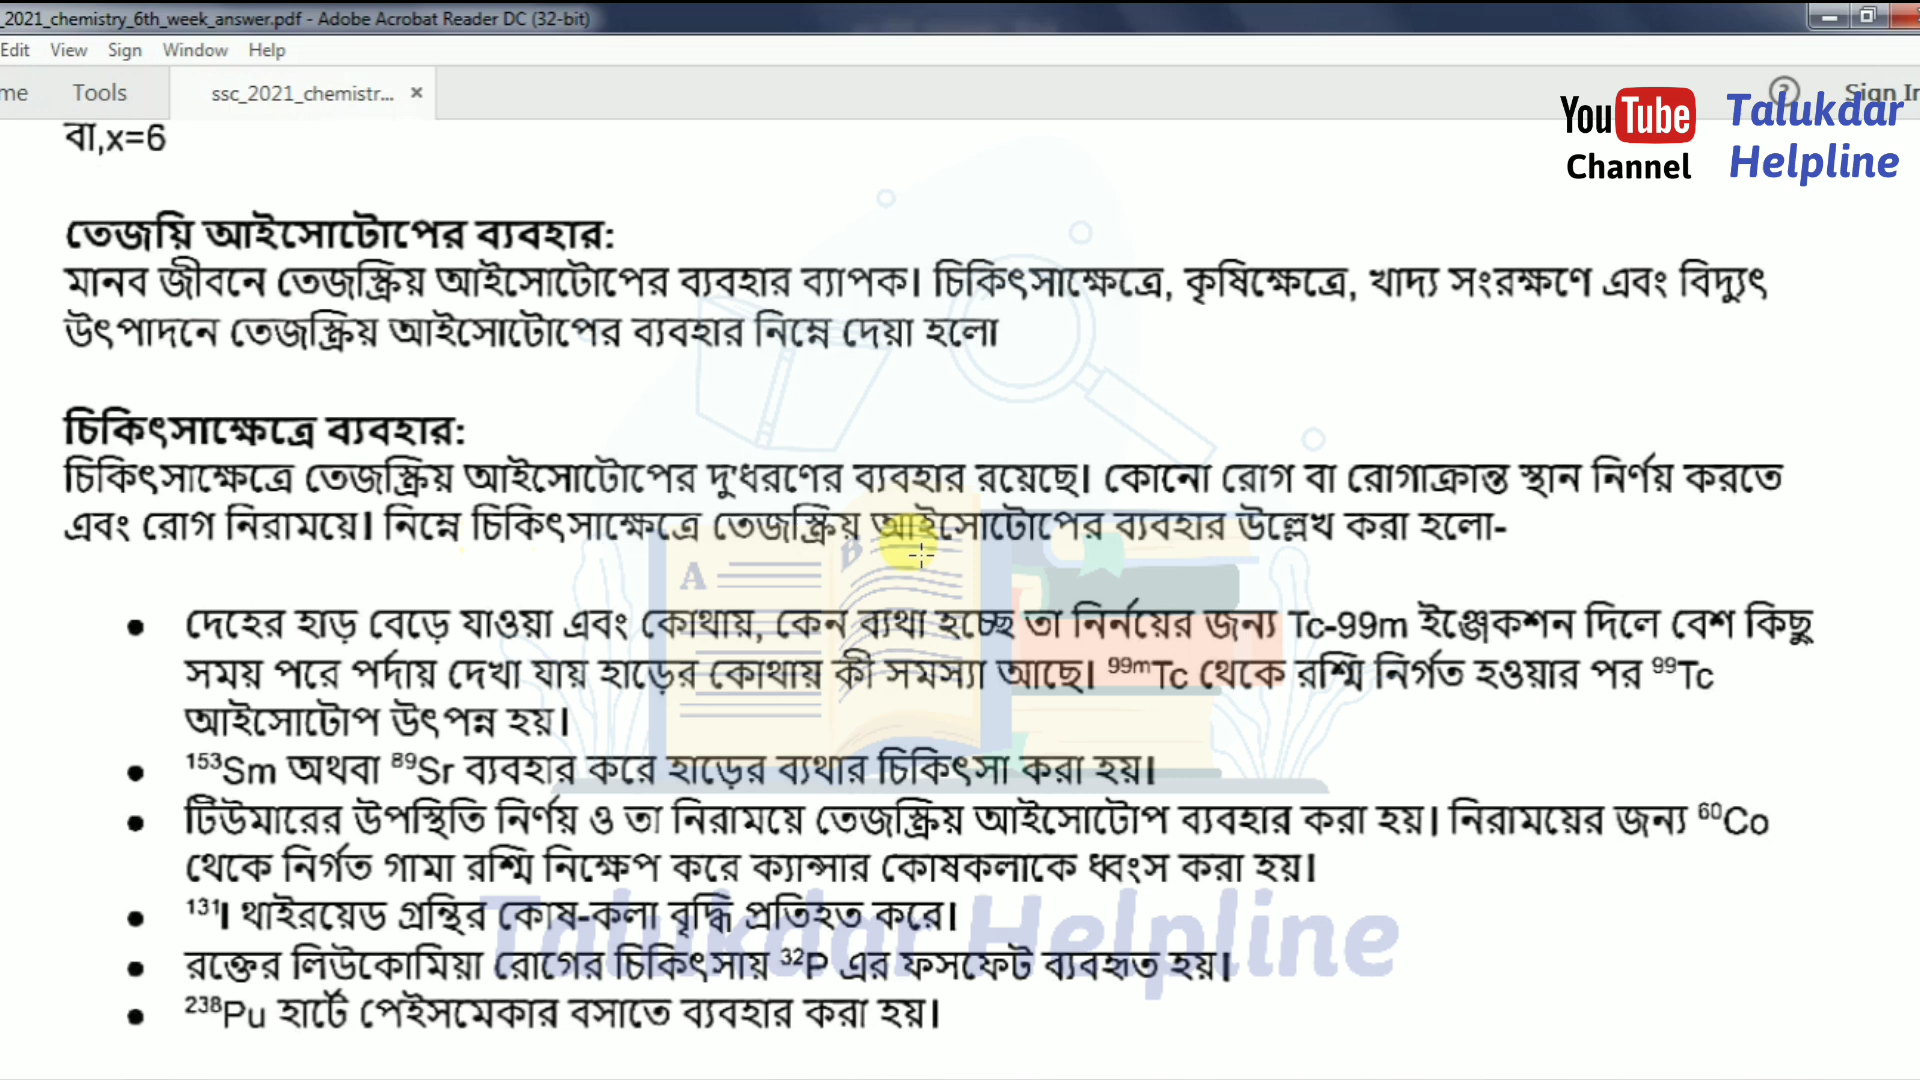 _2021_chemistry_6th_week_answer.pdf - Adobe Acrobat Reader DC (32-bit)
Edit View Sign Window Help
me Tools ssc_2021_chemistr... × ? Sign In
You Tube Channel
Talukdar Helpline
বা,x=6
তেজয়ি আইসোটোপের ব্যবহার:
মানব জীবনে তেজস্ক্রিয় আইসোটোপের ব্যবহার ব্যাপক। চিকিৎসাক্ষেত্রে, কৃষিক্ষেত্রে, খাদ্য সংরক্ষণে এবং বিদ্যুৎ
উৎপাদনে তেজস্ক্রিয় আইসোটোপের ব্যবহার নিম্নে দেয়া হলো
চিকিৎসাক্ষেত্রে ব্যবহার:
চিকিৎসাক্ষেত্রে তেজস্ক্রিয় আইসোটোপের দু'ধরণের ব্যবহার রয়েছে। কোনো রোগ বা রোগাক্রান্ত স্থান নির্ণয় করতে
এবং রোগ নিরাময়ে। নিম্নে চিকিৎসাক্ষেত্রে তেজস্ক্রিয় আইসোটোপের ব্যবহার উল্লেখ করা হলো-
● দেহের হাড় বেড়ে যাওয়া এবং কোথায়, কেন ব্যথা হচ্ছে তা নির্নয়ের জন্য Tc-99m ইঞ্জেকশন দিলে বেশ কিছু
সময় পরে পর্দায় দেখা যায় হাড়ের কোথায় কী সমস্যা আছে। ⁹⁹ᵐTc থেকে রশ্মি নির্গত হওয়ার পর ⁹⁹Tc
আইসোটোপ উৎপন্ন হয়।
● ¹⁵³Sm অথবা ⁸⁹Sr ব্যবহার করে হাড়ের ব্যথার চিকিৎসা করা হয়।
● টিউমারের উপস্থিতি নির্ণয় ও তা নিরাময়ে তেজস্ক্রিয় আইসোটোপ ব্যবহার করা হয়। নিরাময়ের জন্য ⁶⁰Co
থেকে নির্গত গামা রশ্মি নিক্ষেপ করে ক্যান্সার কোষকলাকে ধ্বংস করা হয়।
● ¹³¹I থাইরয়েড গ্রন্থির কোষ-কলা বৃদ্ধি প্রতিহত করে।
● রক্তের লিউকোমিয়া রোগের চিকিৎসায় ³²P এর ফসফেট ব্যবহৃত হয়।
● ²³⁸Pu হার্টে পেইসমেকার বসাতে ব্যবহার করা হয়।
A
B
Talukdar Helpline